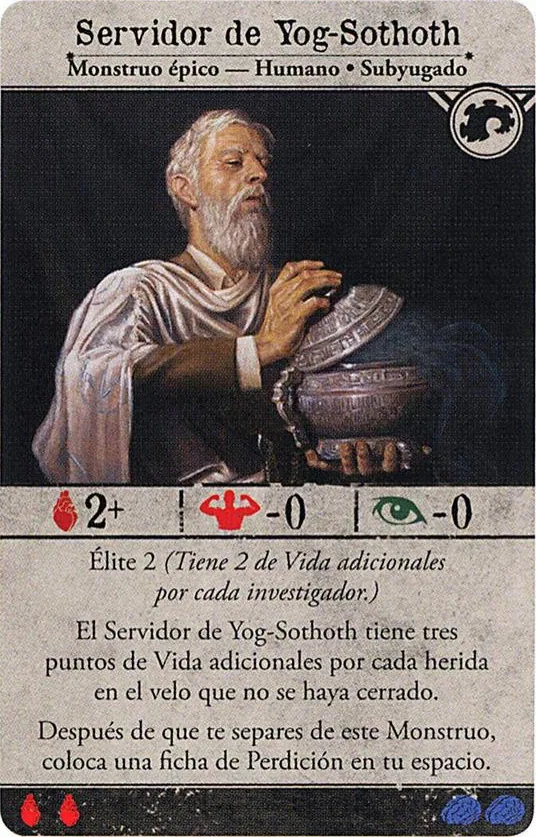 Servidor de Yog-Sothoth
Monstruo épico — Humano • Subyugado
2+ -0 -0
Élite 2 (Tiene 2 de Vida adicionales
por cada investigador.)
El Servidor de Yog-Sothoth tiene tres
puntos de Vida adicionales por cada herida
en el velo que no se haya cerrado.
Después de que te separes de este Monstruo,
coloca una ficha de Perdición en tu espacio.